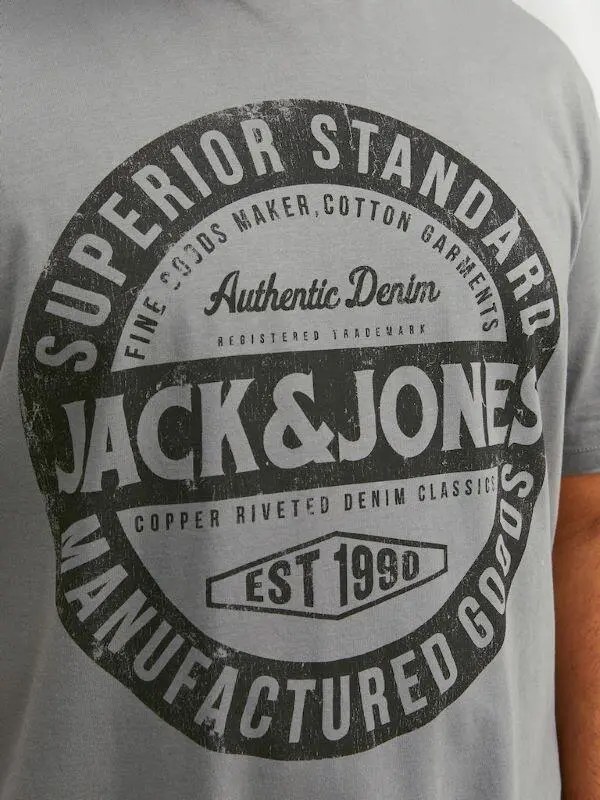 SUPERIOR STANDARD
FINE GOODS MAKER, COTTON GARMENTS
Authentic Denim
REGISTERED TRADEMARK
JACK&JONES
COPPER RIVETED DENIM CLASSICS
EST 1990
MANUFACTURED GOODS